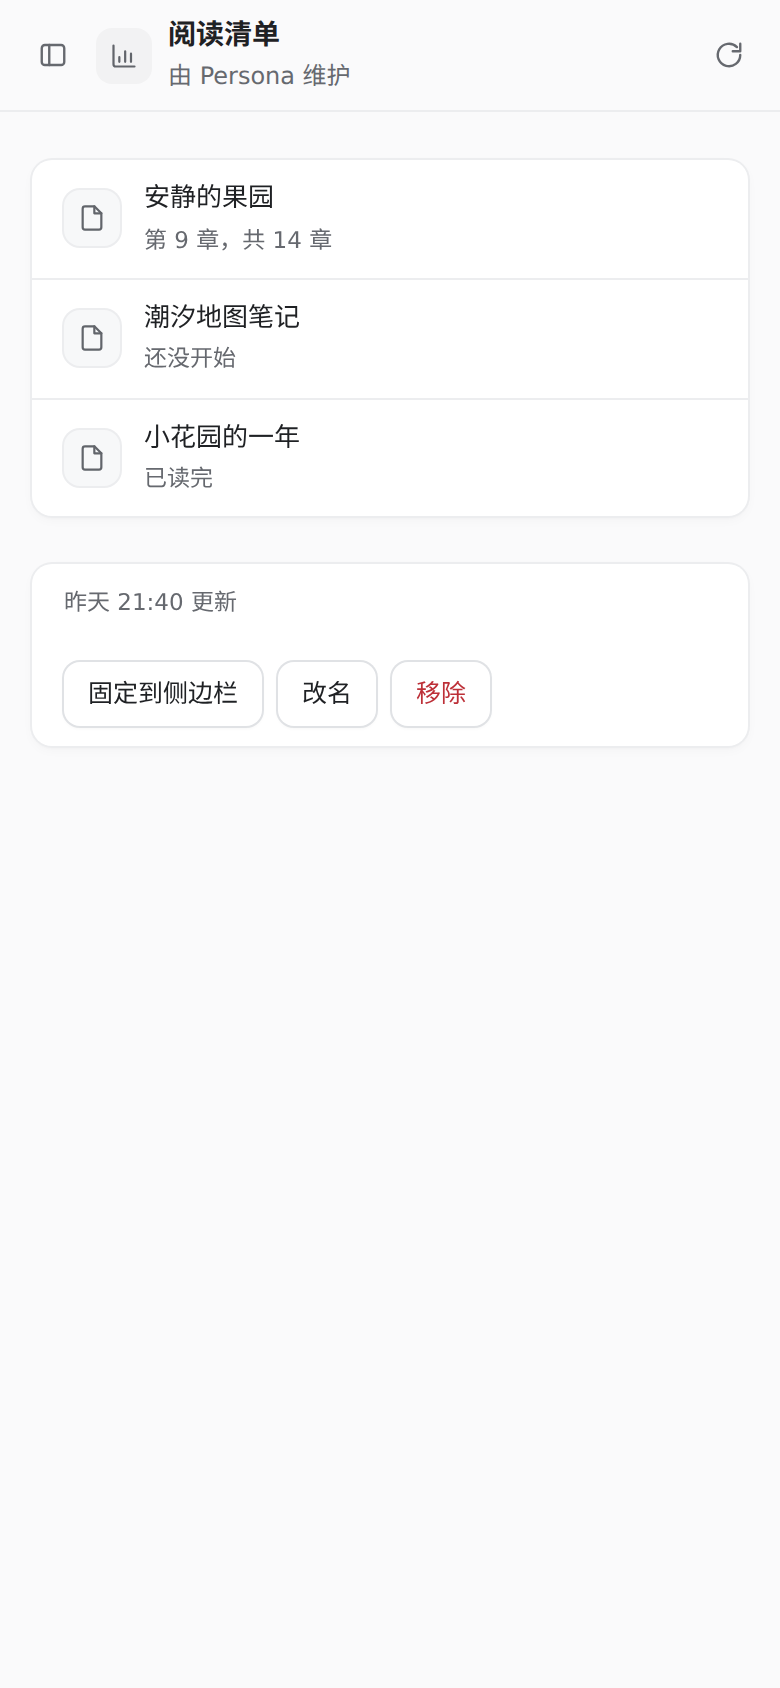 阅读清单
由 Persona 维护
安静的果园
第 9 章，共 14 章
潮汐地图笔记
还没开始
小花园的一年
已读完
昨天 21:40 更新
固定到侧边栏
改名
移除